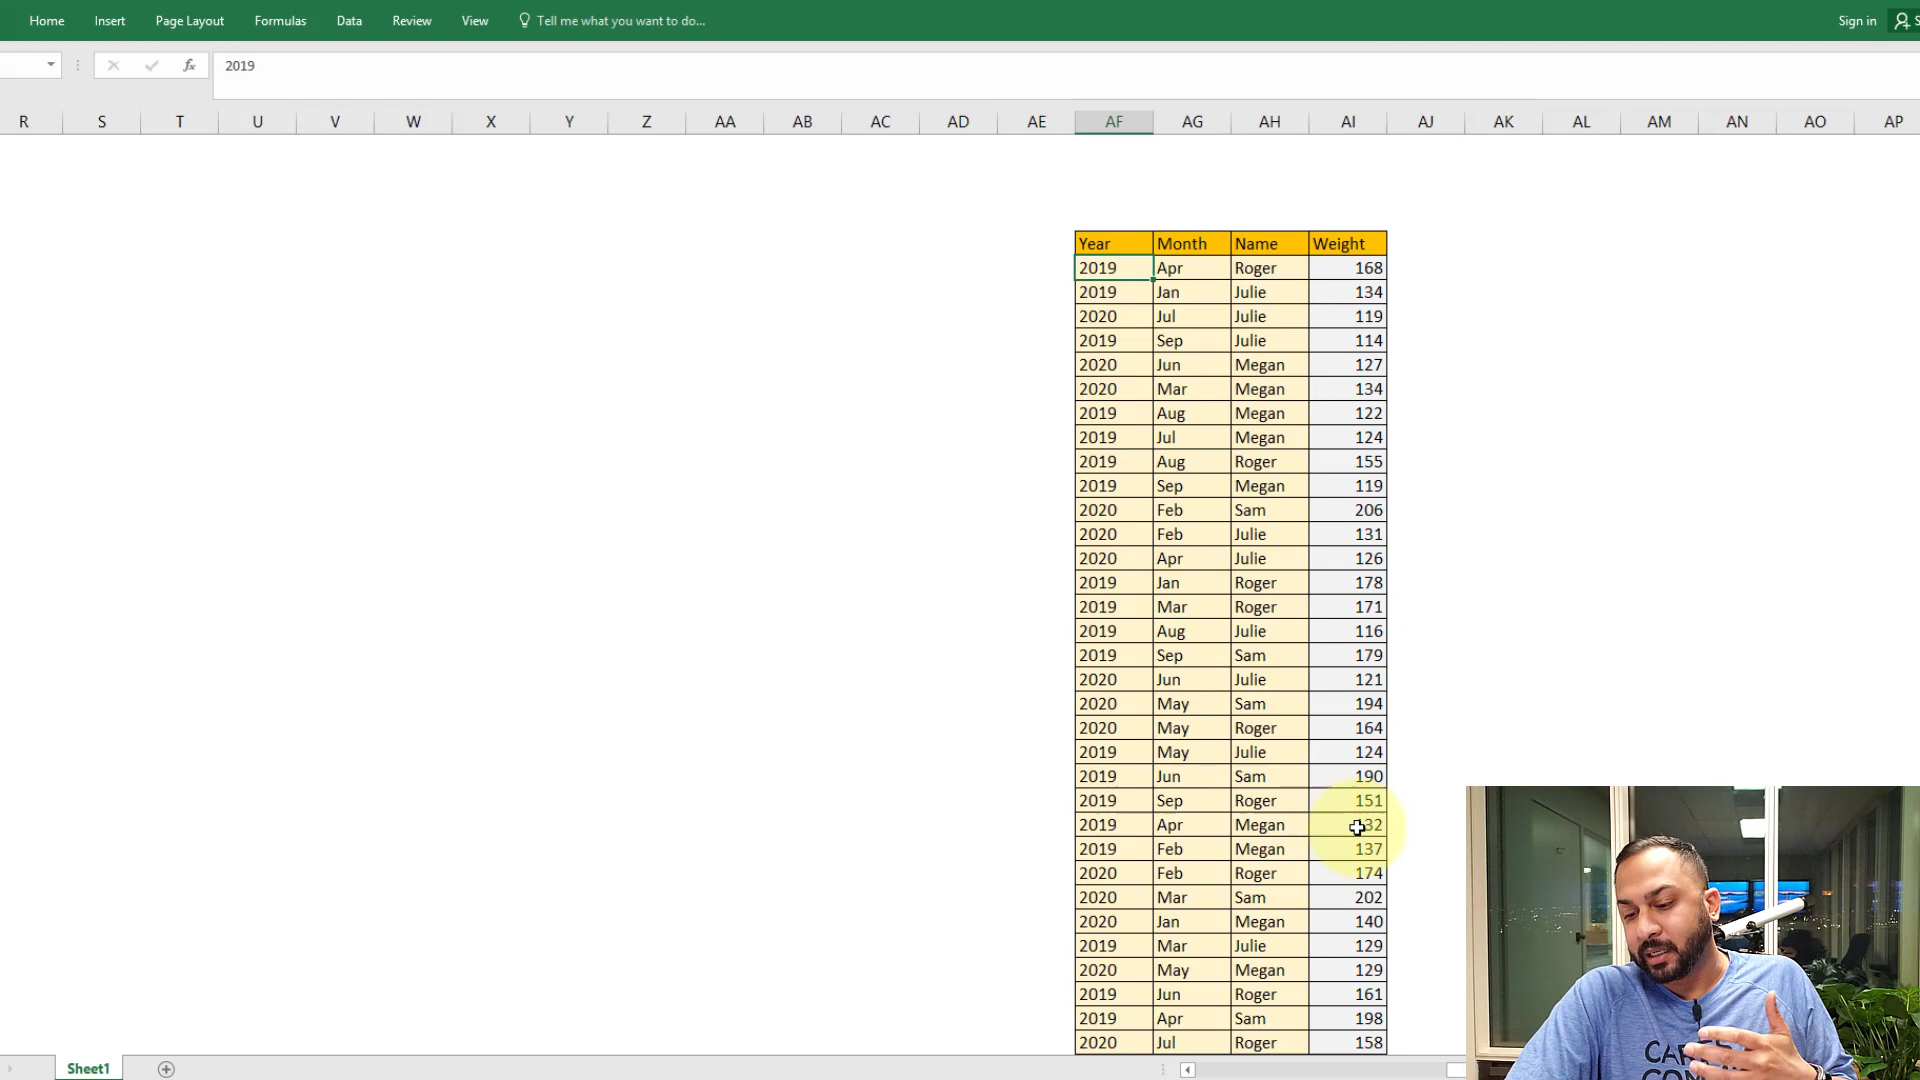 Home Insert Page Layout Formulas Data Review View Tell me what you want to do... Sign in S
fx 2019
R S T U V W X Y Z AA AB AC AD AE AF AG AH AI AJ AK AL AM AN AO AP
Year Month Name Weight
2019 Apr Roger 168
2019 Jan Julie 134
2020 Jul Julie 119
2019 Sep Julie 114
2020 Jun Megan 127
2020 Mar Megan 134
2019 Aug Megan 122
2019 Jul Megan 124
2019 Aug Roger 155
2019 Sep Megan 119
2020 Feb Sam 206
2020 Feb Julie 131
2020 Apr Julie 126
2019 Jan Roger 178
2019 Mar Roger 171
2019 Aug Julie 116
2019 Sep Sam 179
2020 Jun Julie 121
2020 May Sam 194
2020 May Roger 164
2019 May Julie 124
2019 Jun Sam 190
2019 Sep Roger 151
2019 Apr Megan
2019 Feb Megan 137
2020 Feb Roger 174
2020 Mar Sam 202
2020 Jan Megan 140
2019 Mar Julie 129
2020 May Megan 129
2019 Jun Roger 161
2019 Apr Sam 198
2020 Jul Roger 158
Sheet1